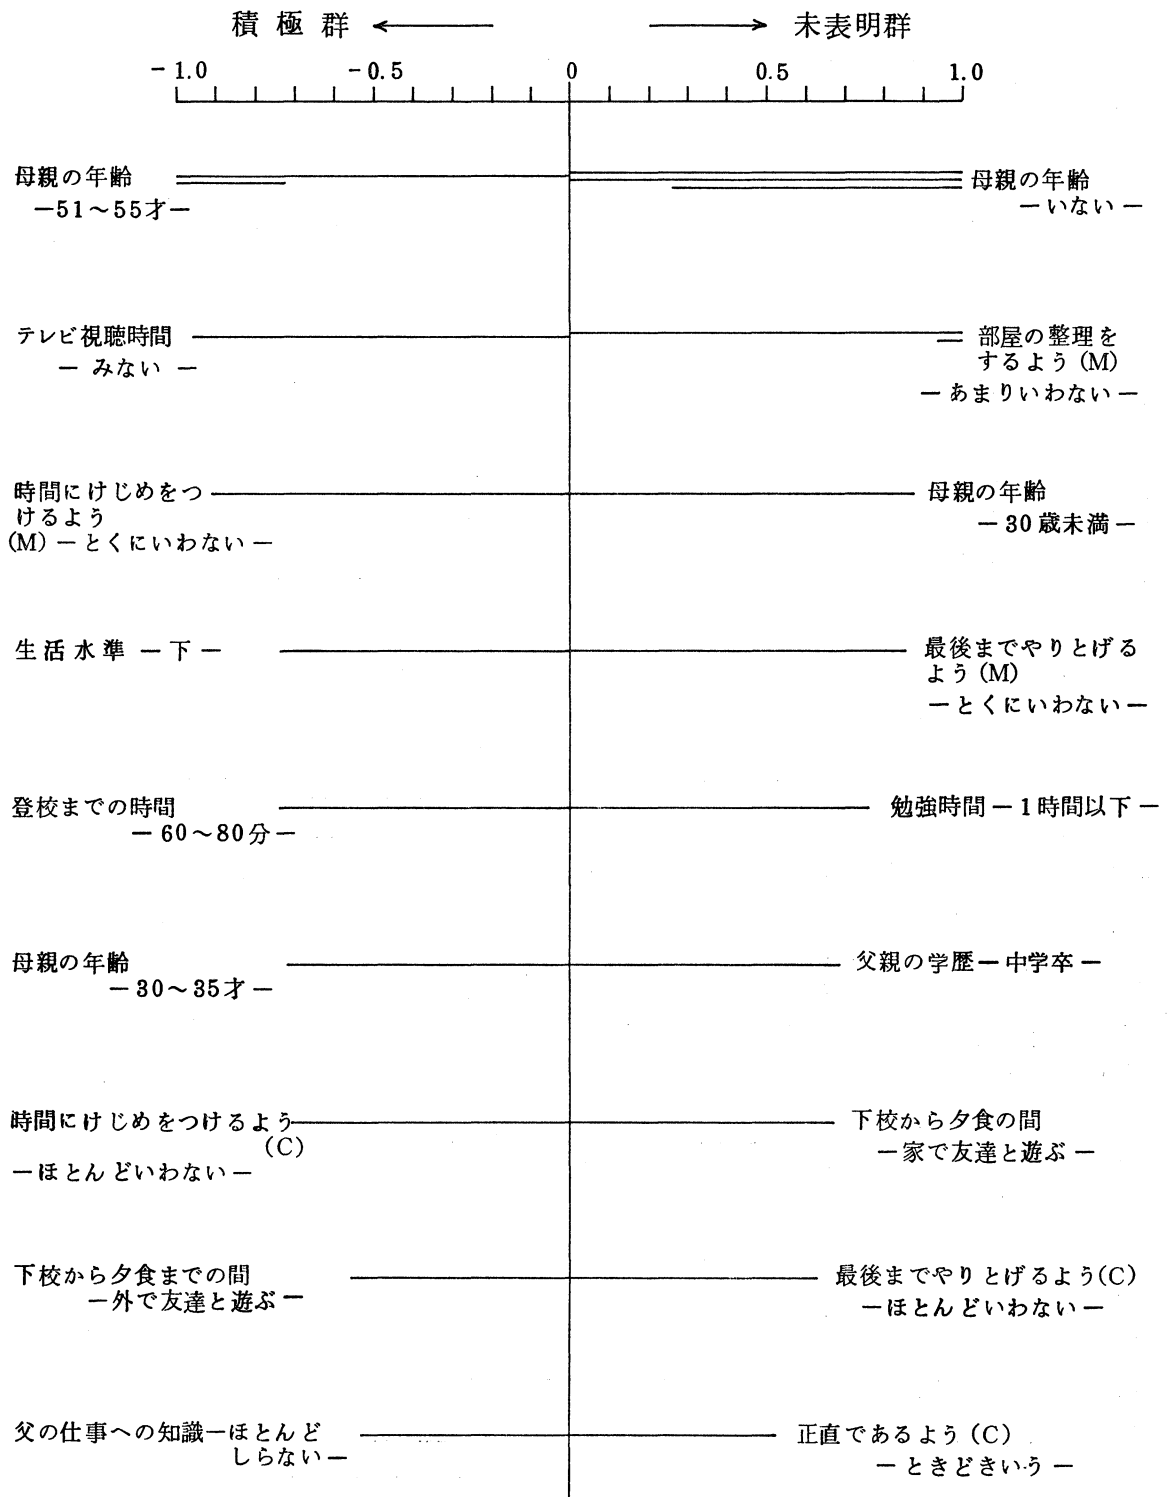 積極群 ← → 未表明群
-1.0 -0.5 0 0.5 1.0
母親の年齢
－51～55才－
母親の年齢
－いない－
テレビ視聴時間
－みない－
部屋の整理を
するよう(M)
－あまりいわない－
時間にけじめをつ
けるよう
(M)－とくにいわない－
母親の年齢
－30歳未満－
生活水準－下－
最後までやりとげる
よう(M)
－とくにいわない－
登校までの時間
－60～80分－
勉強時間－1時間以下－
母親の年齢
－30～35才－
父親の学歴－中学卒－
時間にけじめをつけるよう
(C)
－ほとんどいわない－
下校から夕食の間
－家で友達と遊ぶ－
下校から夕食までの間
－外で友達と遊ぶ－
最後までやりとげるよう(C)
－ほとんどいわない－
父の仕事への知識－ほとんど
しらない－
正直であるよう(C)
－ときどきいう－